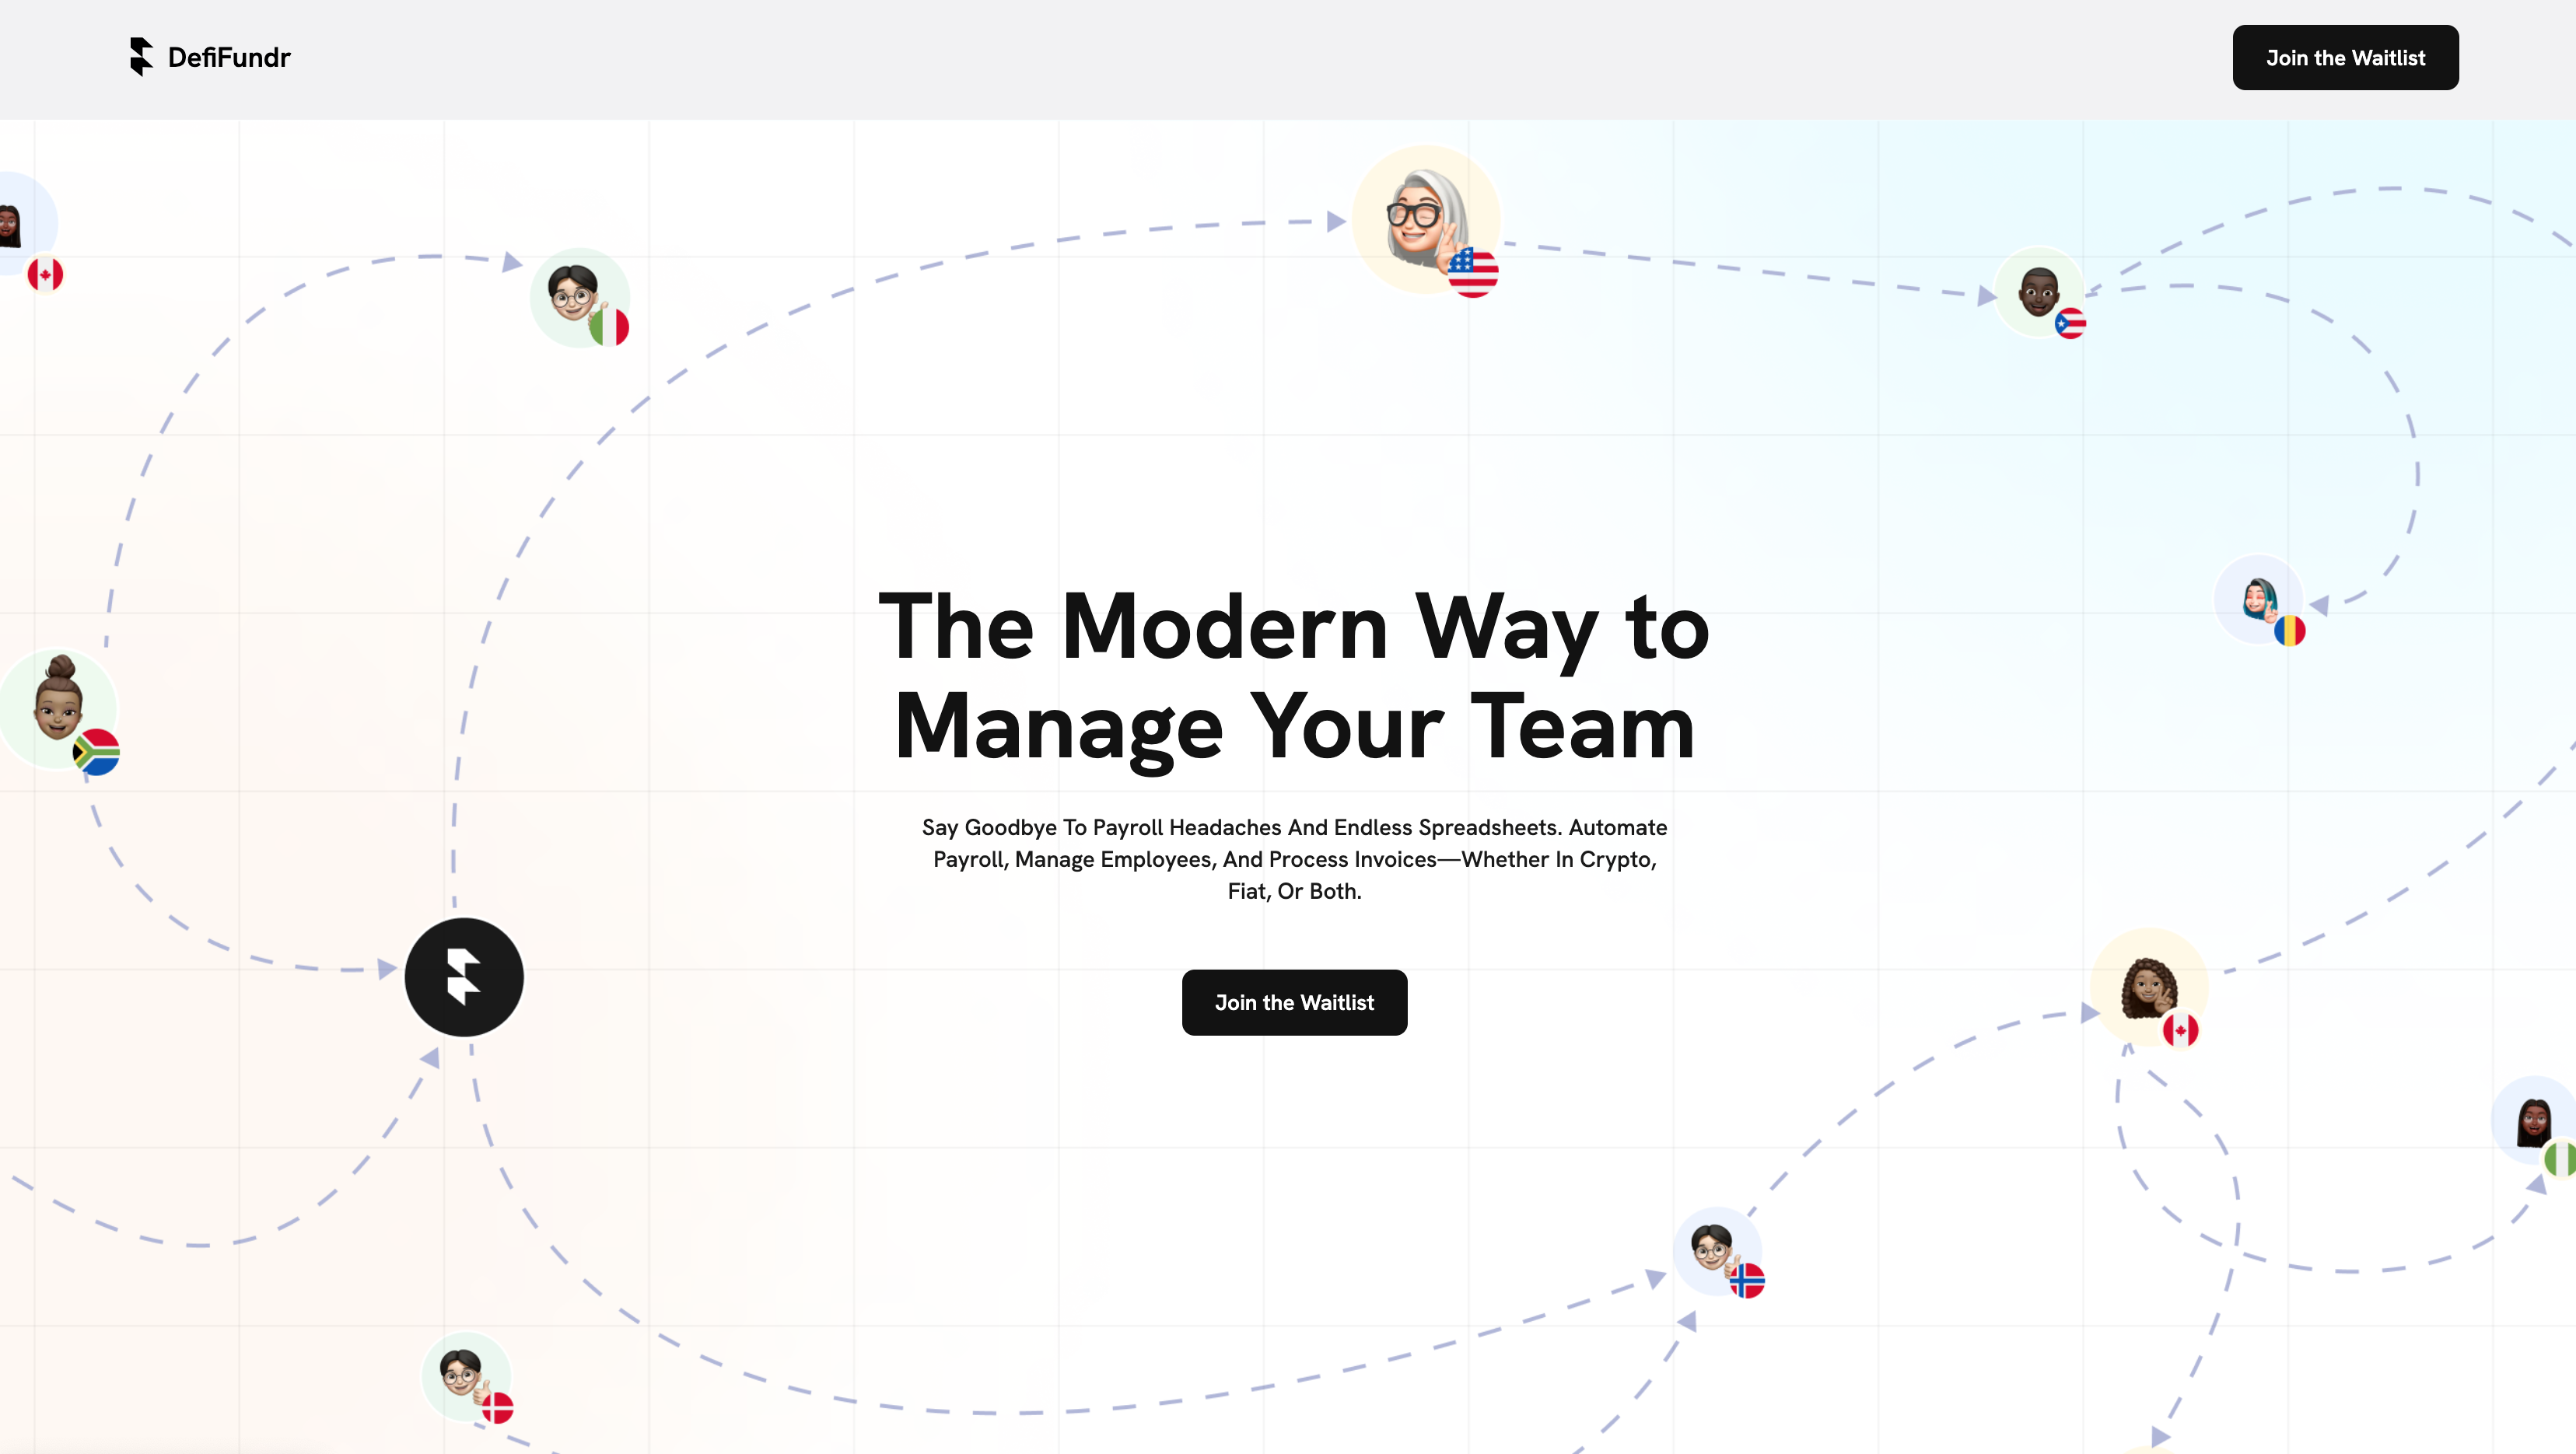 DefiFundr
Join the Waitlist
The Modern Way to
Manage Your Team
Say Goodbye To Payroll Headaches And Endless Spreadsheets. Automate
Payroll, Manage Employees, And Process Invoices—Whether In Crypto,
Fiat, Or Both.
Join the Waitlist